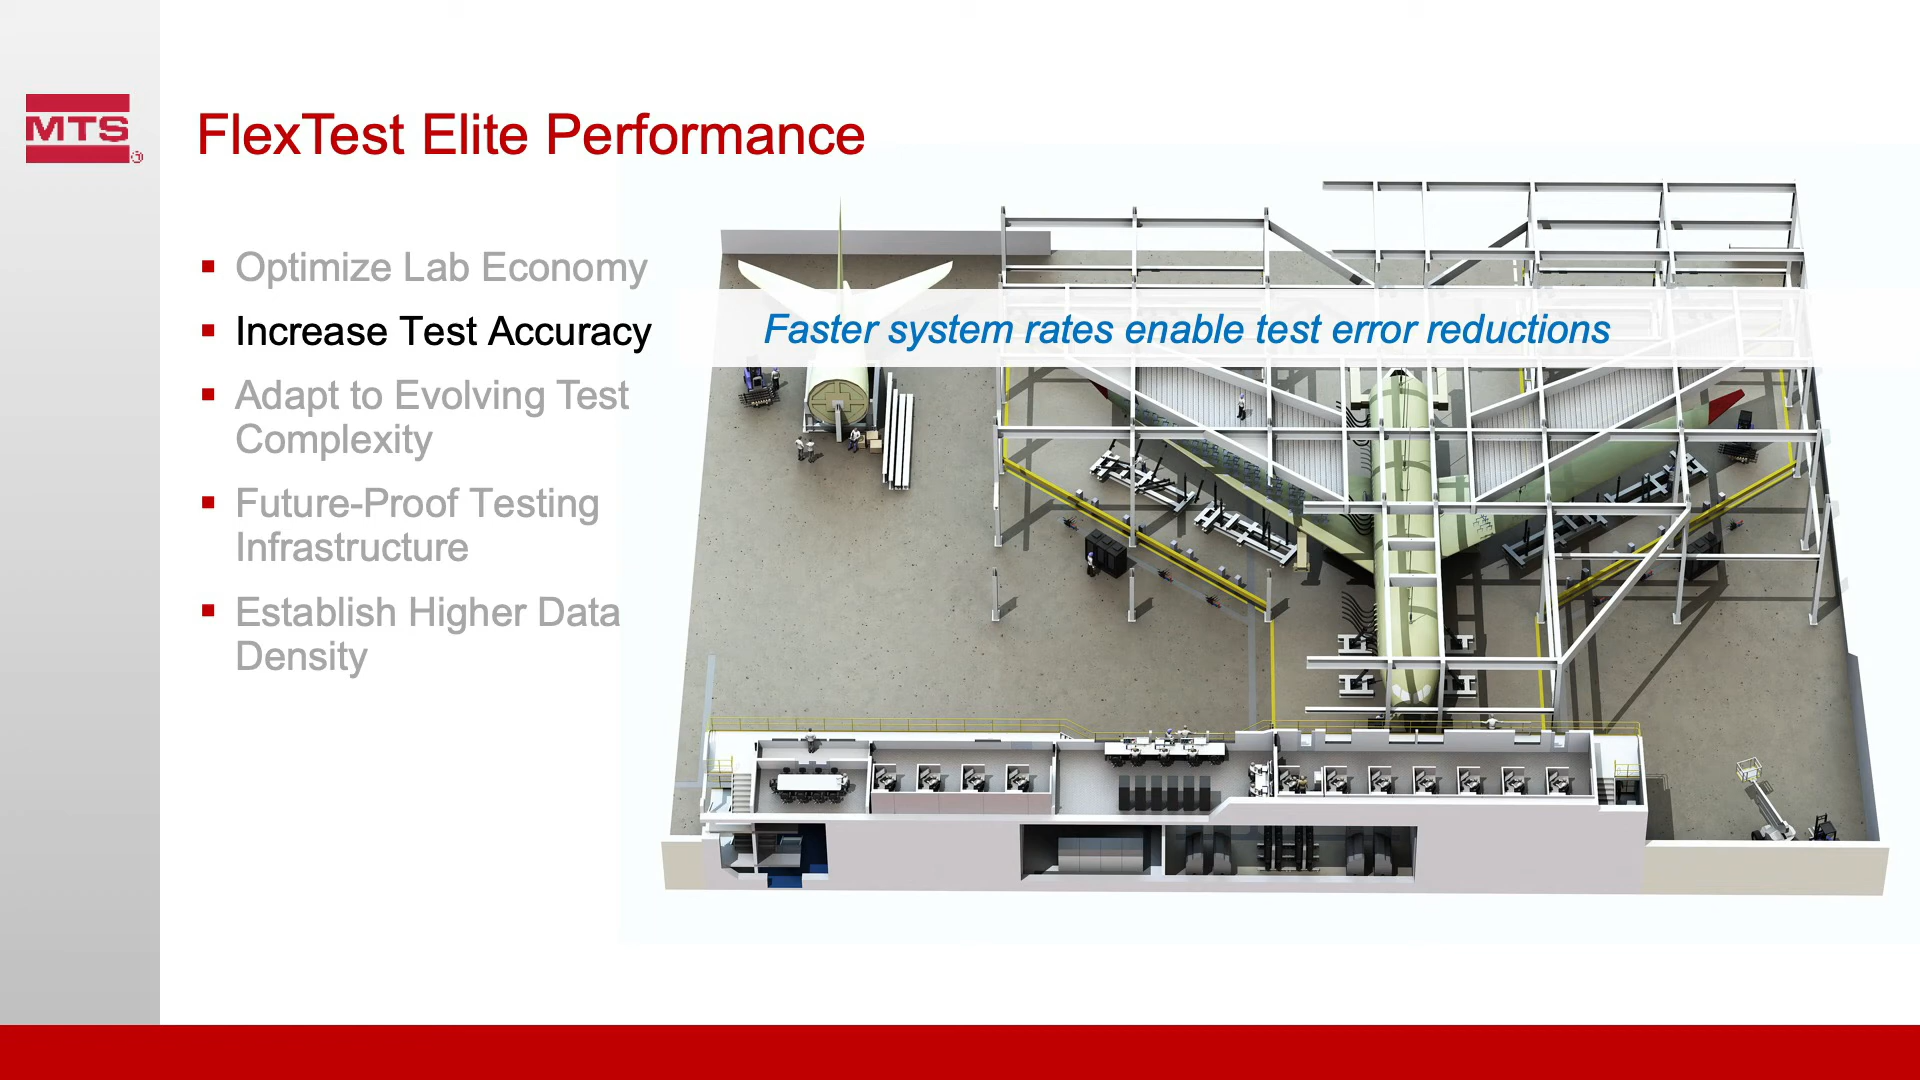 MTS
FlexTest Elite Performance
Optimize Lab Economy
Increase Test Accuracy
Faster system rates enable test error reductions
Adapt to Evolving Test
Complexity
Future-Proof Testing
Infrastructure
Establish Higher Data
Density